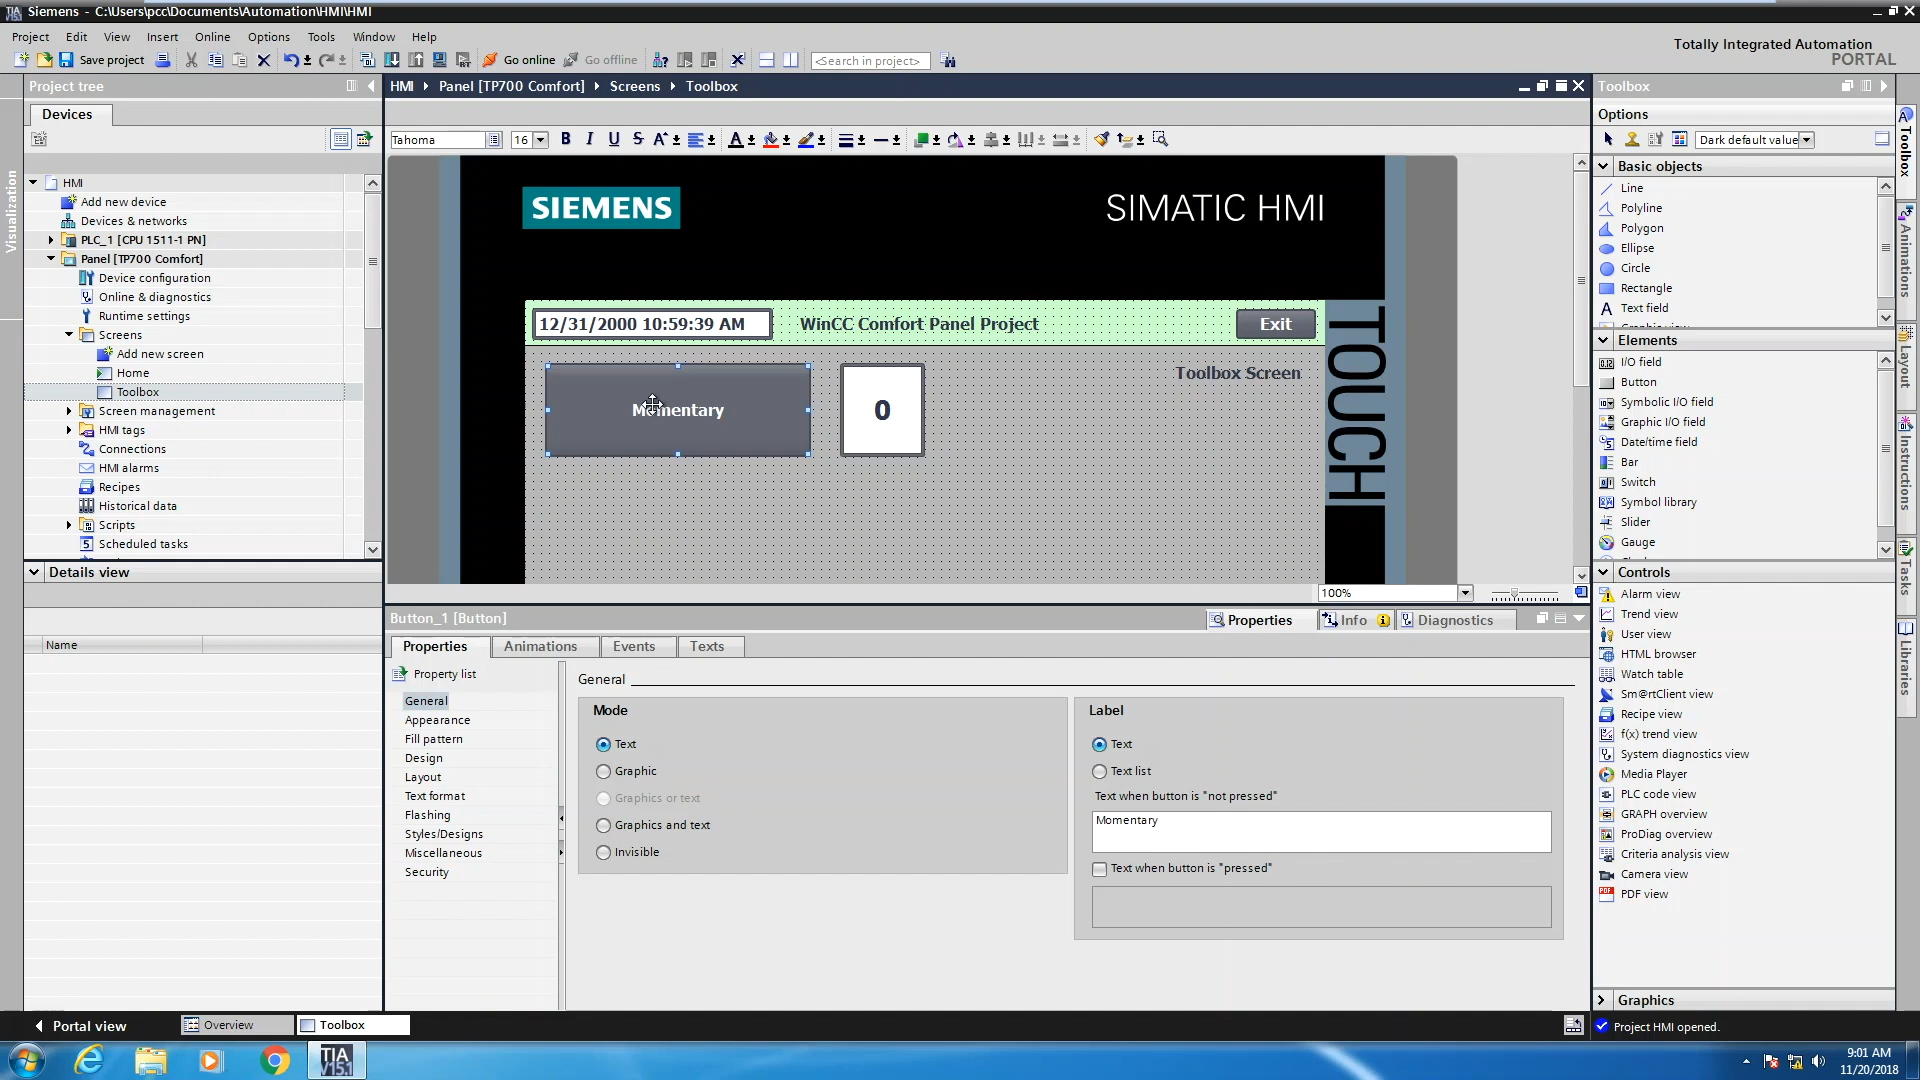 Siemens - C:\Users\pcc\Documents\Automation\HMI\HMI
Project Edit View Insert Online Options Tools Window Help
Totally Integrated Automation
PORTAL
Save project
Go online
Go offline
<Search in project>
Project tree
Devices
HMI
Add new device
Devices & networks
PLC_1 [CPU 1511-1 PN]
Panel [TP700 Comfort]
Device configuration
Online & diagnostics
Runtime settings
Screens
Add new screen
Home
Toolbox
Screen management
HMI tags
Connections
HMI alarms
Recipes
Historical data
Scripts
Scheduled tasks
Visualization
Details view
Name
HMI Panel [TP700 Comfort] Screens Toolbox
Tahoma 16
SIEMENS
SIMATIC HMI
12/31/2000 10:59:39 AM
WinCC Comfort Panel Project
Exit
Momentary
0
Toolbox Screen
TOUCH
100%
Button_1 [Button]
Properties Info Diagnostics
Properties Animations Events Texts
Property list
General
Appearance
Fill pattern
Design
Layout
Text format
Flashing
Styles/Designs
Miscellaneous
Security
General
Mode
Text
Graphic
Graphics or text
Graphics and text
Invisible
Label
Text
Text list
Text when button is "not pressed"
Momentary
Text when button is "pressed"
Toolbox
Options
Dark default value
Basic objects
Line
Polyline
Polygon
Ellipse
Circle
Rectangle
Text field
Elements
I/O field
Button
Symbolic I/O field
Graphic I/O field
Date/time field
Bar
Switch
Symbol library
Slider
Gauge
Controls
Alarm view
Trend view
User view
HTML browser
Watch table
Sm@rtClient view
Recipe view
f(x) trend view
System diagnostics view
Media Player
PLC code view
GRAPH overview
ProDiag overview
Criteria analysis view
Camera view
PDF view
Graphics
Toolbox
Animations
Layout
Instructions
Tasks
Libraries
Portal view
Overview
Toolbox
Project HMI opened.
TIA
V15.1
9:01 AM
11/20/2018